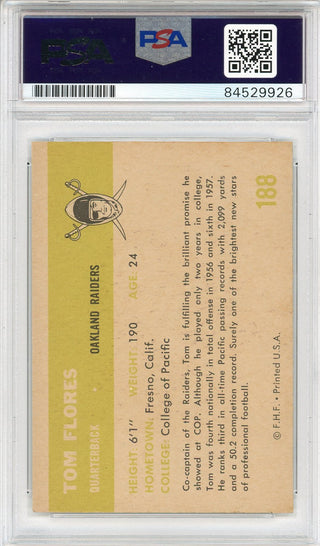 PSA
PSA
84529926
TOM FLORES
QUARTERBACK OAKLAND RAIDERS
HEIGHT: 6'1" WEIGHT: 190 AGE: 24
HOMETOWN: Fresno, Calif.
COLLEGE: College of Pacific
Co-captain of the Raiders, Tom is fulfilling the brilliant promise he
showed at COP. Although he played only two years in college,
Tom was fourth nationally in total offense in 1956 and sixth in 1957.
He ranks third in all-time Pacific passing records with 2,099 yards
and a 50.2 completion record. Surely one of the brightest new stars
of professional football.
188
© F.H.F. • Printed U.S.A.